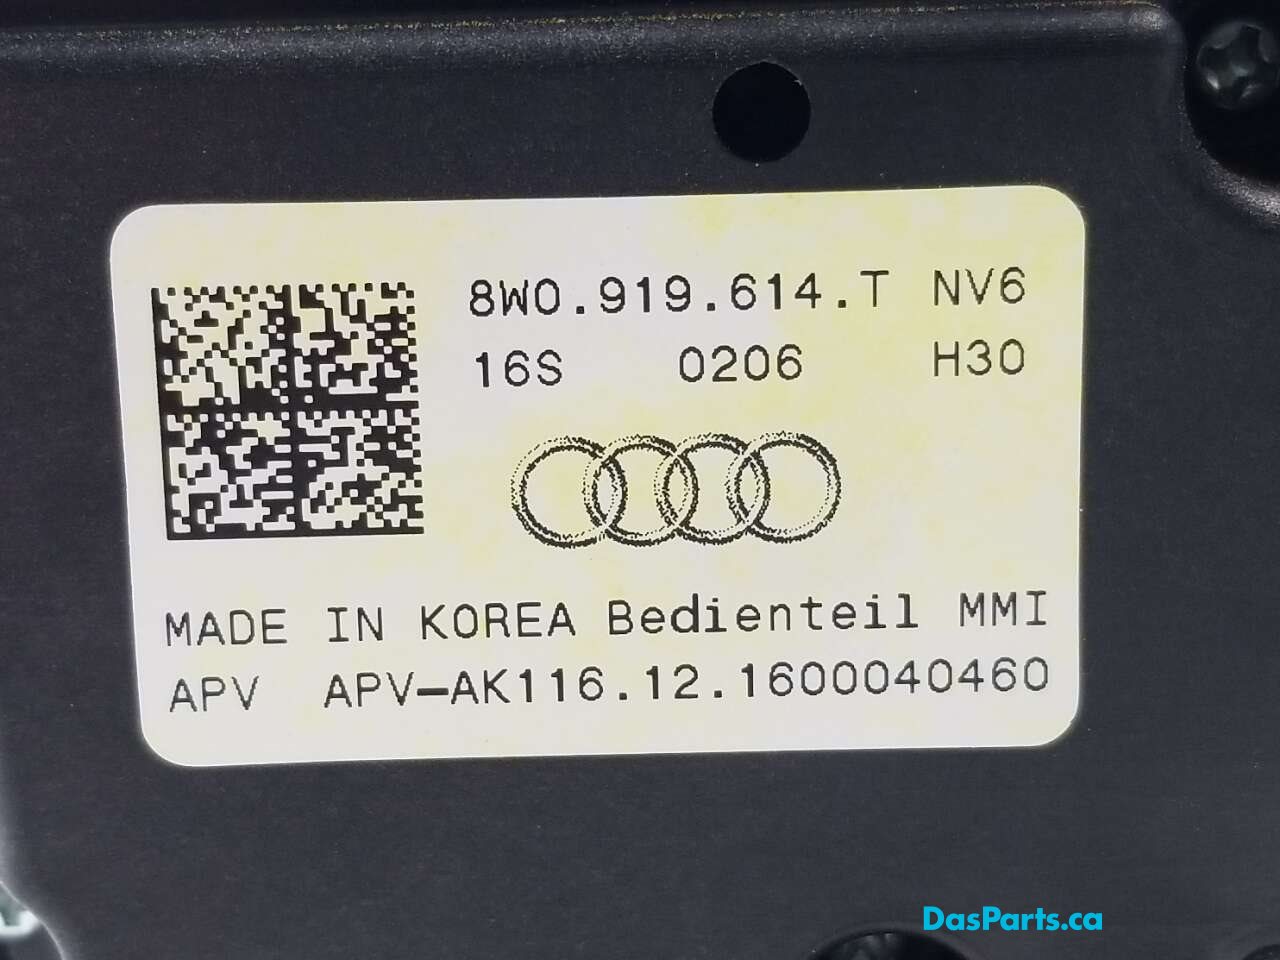 8W0.919.614.T NV6
16S 0206 H30
MADE IN KOREA Bedienteil MMI
APV APV-AK116.12.1600040460
DasParts.ca